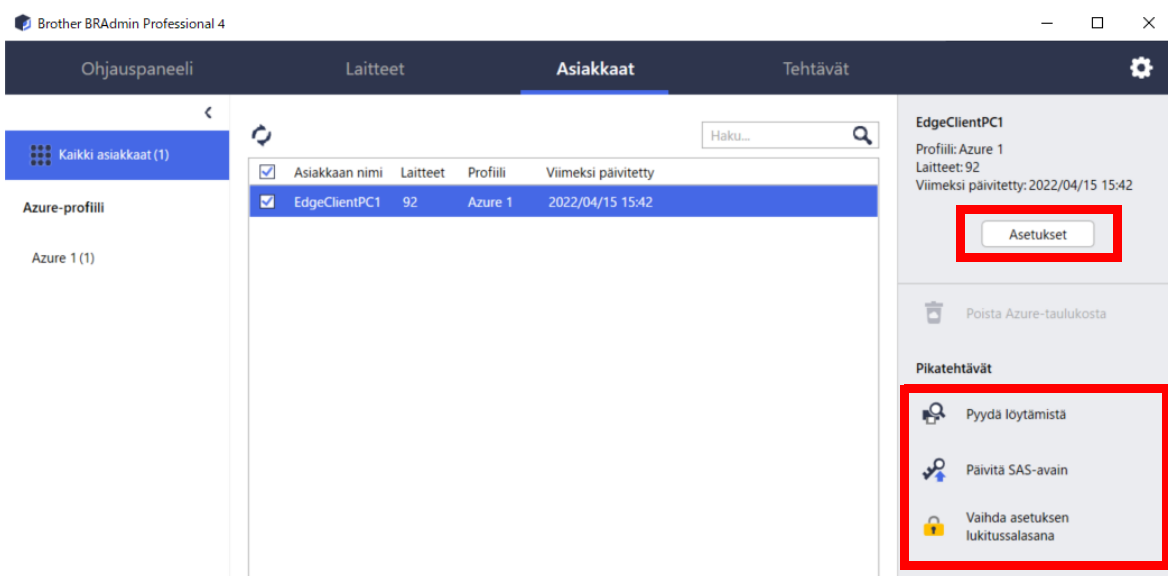 Brother BRAdmin Professional 4
Ohjauspaneeli Laitteet Asiakkaat Tehtävät
Kaikki asiakkaat (1)
Azure-profiili
Azure 1 (1)
Haku...
Asiakkaan nimi Laitteet Profiili Viimeksi päivitetty
EdgeClientPC1 92 Azure 1 2022/04/15 15:42
EdgeClientPC1
Profiili: Azure 1
Laitteet: 92
Viimeksi päivitetty: 2022/04/15 15:42
Asetukset
Poista Azure-taulukosta
Pikatehtävät
Pyydä löytämistä
Päivitä SAS-avain
Vaihda asetuksen
lukitussalasana